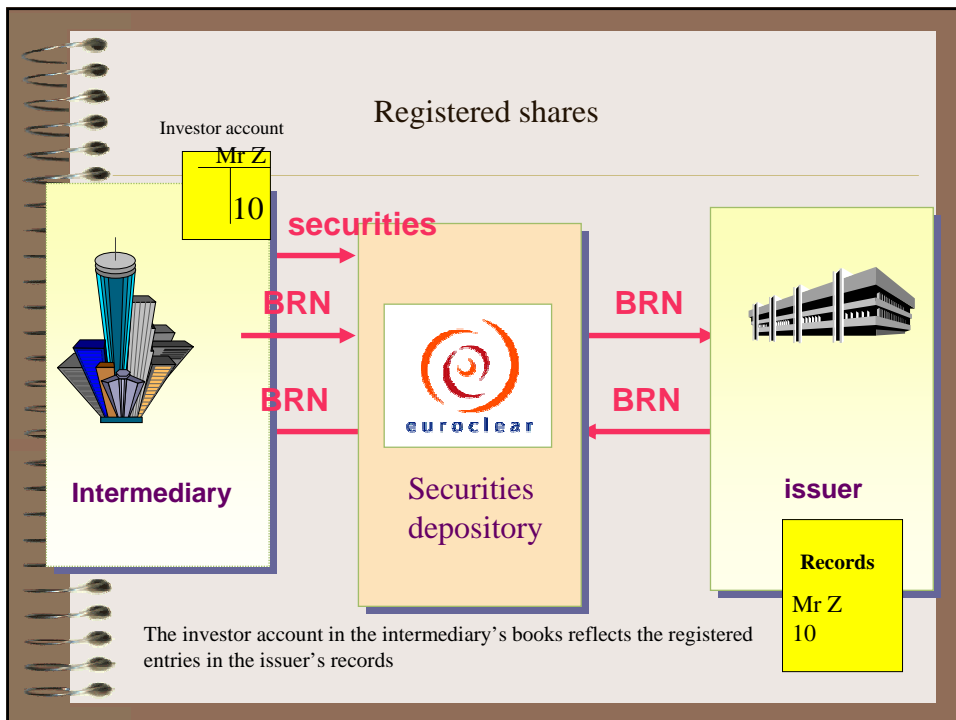 Registered shares
Investor account
Mr Z
10
securities
BRN
BRN
BRN
BRN
euroclear
Intermediary
Securities
depository
issuer
Records
Mr Z
10
The investor account in the intermediary's books reflects the registered
entries in the issuer's records